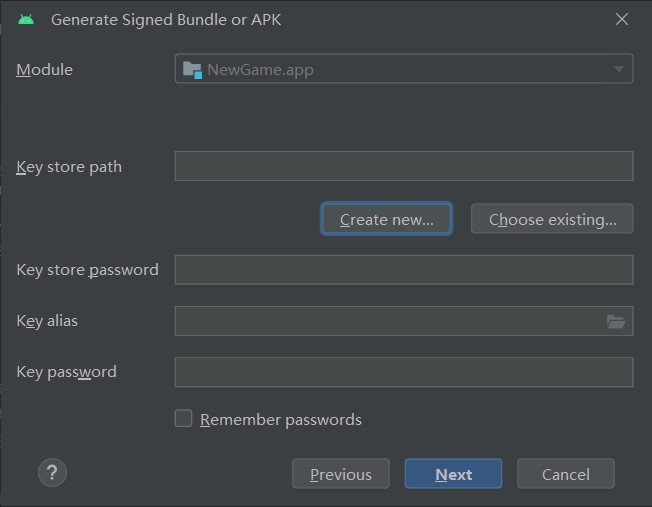 Generate Signed Bundle or APK
Module
NewGame.app
Key store path
Create new...
Choose existing...
Key store password
Key alias
Key password
Remember passwords
?
Previous
Next
Cancel